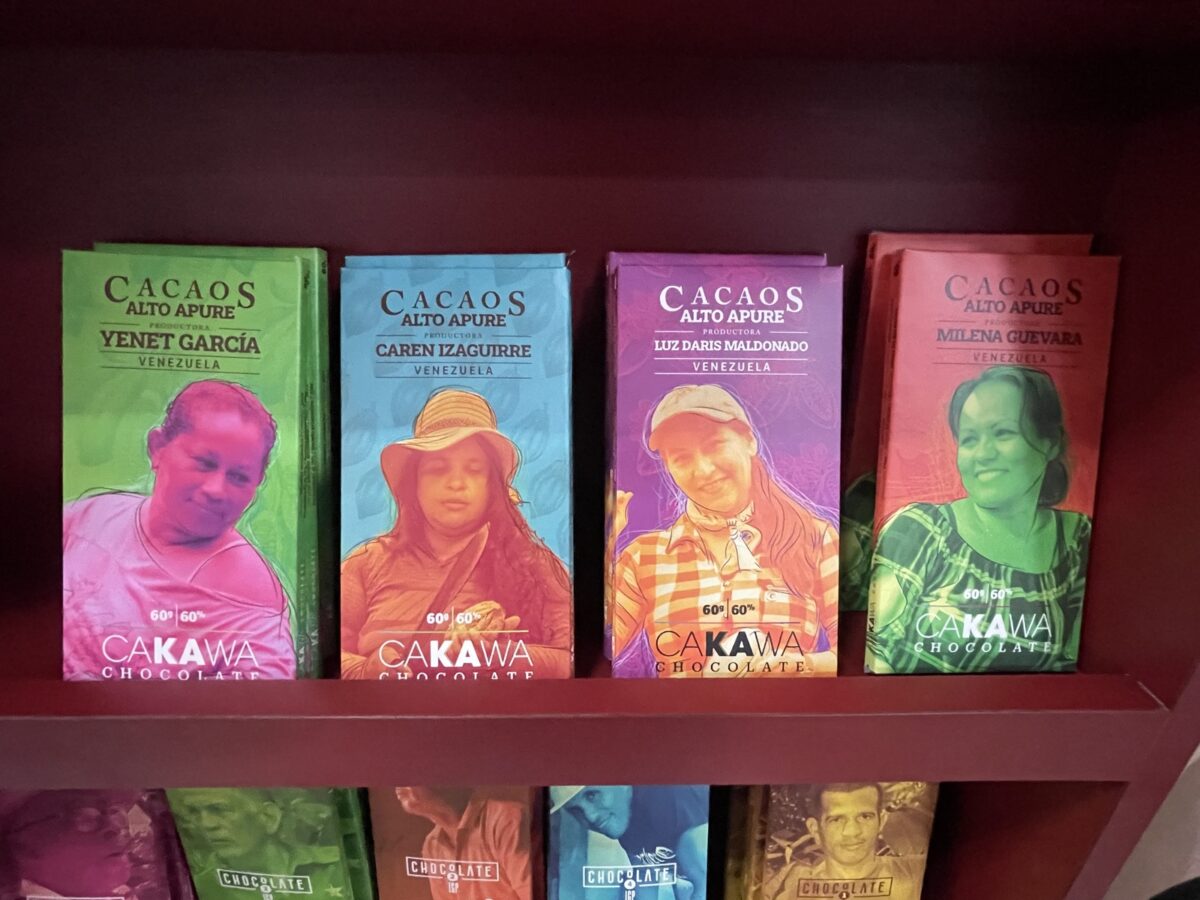 CACAOS
ALTO APURE
PRODUCTORA
YENET GARCÍA
VENEZUELA
60g | 60%
CAKAWA
CHOCOLATE
CACAOS
ALTO APURE
PRODUCTORA
CAREN IZAGUIRRE
VENEZUELA
60g | 60%
CAKAWA
CHOCOLATE
CACAOS
ALTO APURE
PRODUCTORA
LUZ DARIS MALDONADO
VENEZUELA
60g | 60%
CAKAWA
CHOCOLATE
CACAOS
ALTO APURE
PRODUCTORA
MILENA GUEVARA
VENEZUELA
60g | 60%
CAKAWA
CHOCOLATE
CHOCOLATE
CHOCOLATE
CHOCOLATE
CHOCOLATE